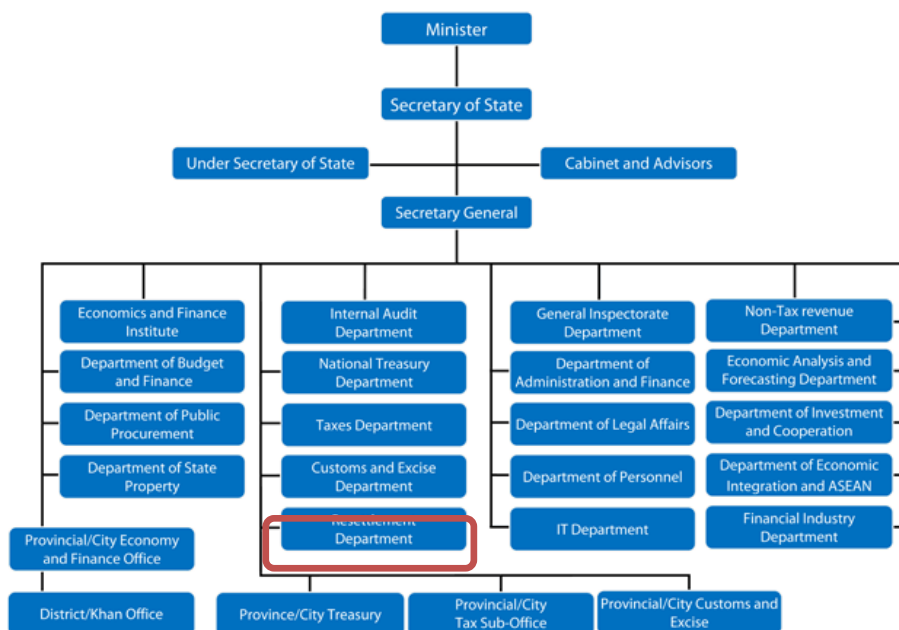 Minister
Secretary of State
Under Secretary of State
Cabinet and Advisors
Secretary General
Economics and Finance
Institute
Internal Audit
Department
General Inspectorate
Department
Non-Tax revenue
Department
Department of Budget
and Finance
National Treasury
Department
Department of
Administration and Finance
Economic Analysis and
Forecasting Department
Department of Public
Procurement
Taxes Department
Department of Legal Affairs
Department of Investment
and Cooperation
Department of State
Property
Customs and Excise
Department
Department of Personnel
Department of Economic
Integration and ASEAN
Resettlement
Department
IT Department
Financial Industry
Department
Provincial/City Economy
and Finance Office
District/Khan Office
Province/City Treasury
Provincial/City
Tax Sub-Office
Provincial/City Customs and
Excise